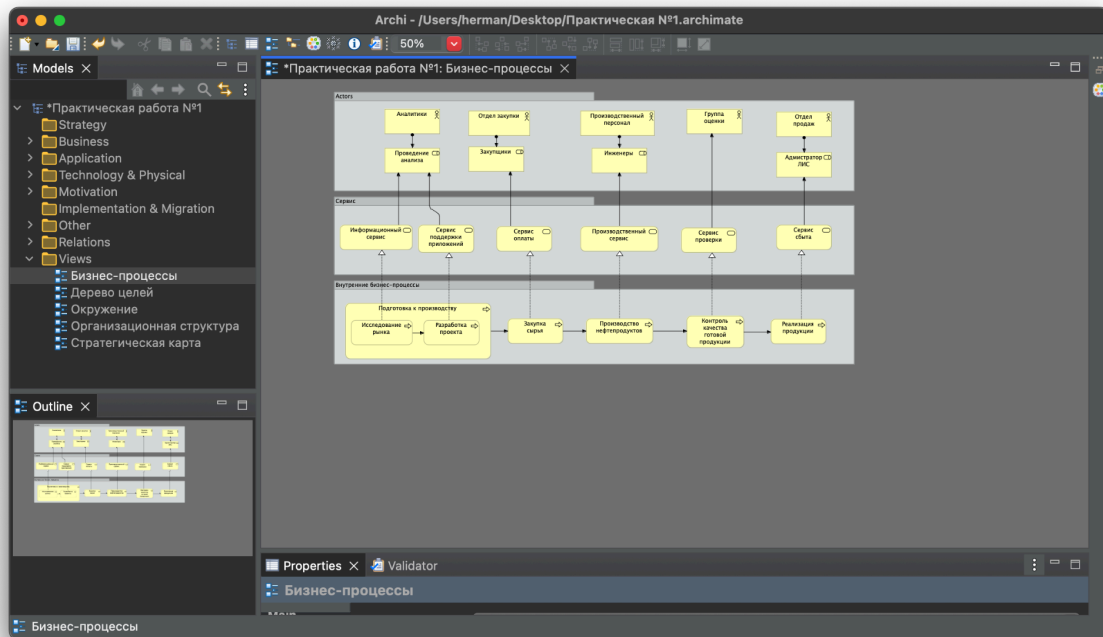 Archi - /Users/herman/Desktop/Практическая №1.archimate
50%
Models
*Практическая работа №1
Strategy
Business
Application
Technology & Physical
Motivation
Implementation & Migration
Other
Relations
Views
Бизнес-процессы
Дерево целей
Окружение
Организационная структура
Стратегическая карта
Outline
*Практическая работа №1: Бизнес-процессы
Actors
Аналитики
Отдел закупки
Производственный
персонал
Группа
оценки
Отдел
продаж
Проведение
анализа
Закупщики
Инженеры
Адмистратор
ЛИС
Сервис
Информационный
сервис
Сервис
поддержки
приложений
Сервис
оплаты
Производственный
сервис
Сервис
проверки
Сервис
сбыта
Внутренние бизнес-процессы
Подготовка к производству
Исследование
рынка
Разработка
проекта
Закупка
сырья
Производство
нефтепродуктов
Контроль
качества
готовой
продукции
Реализация
продукции
Properties
Validator
Бизнес-процессы
Main
Бизнес-процессы